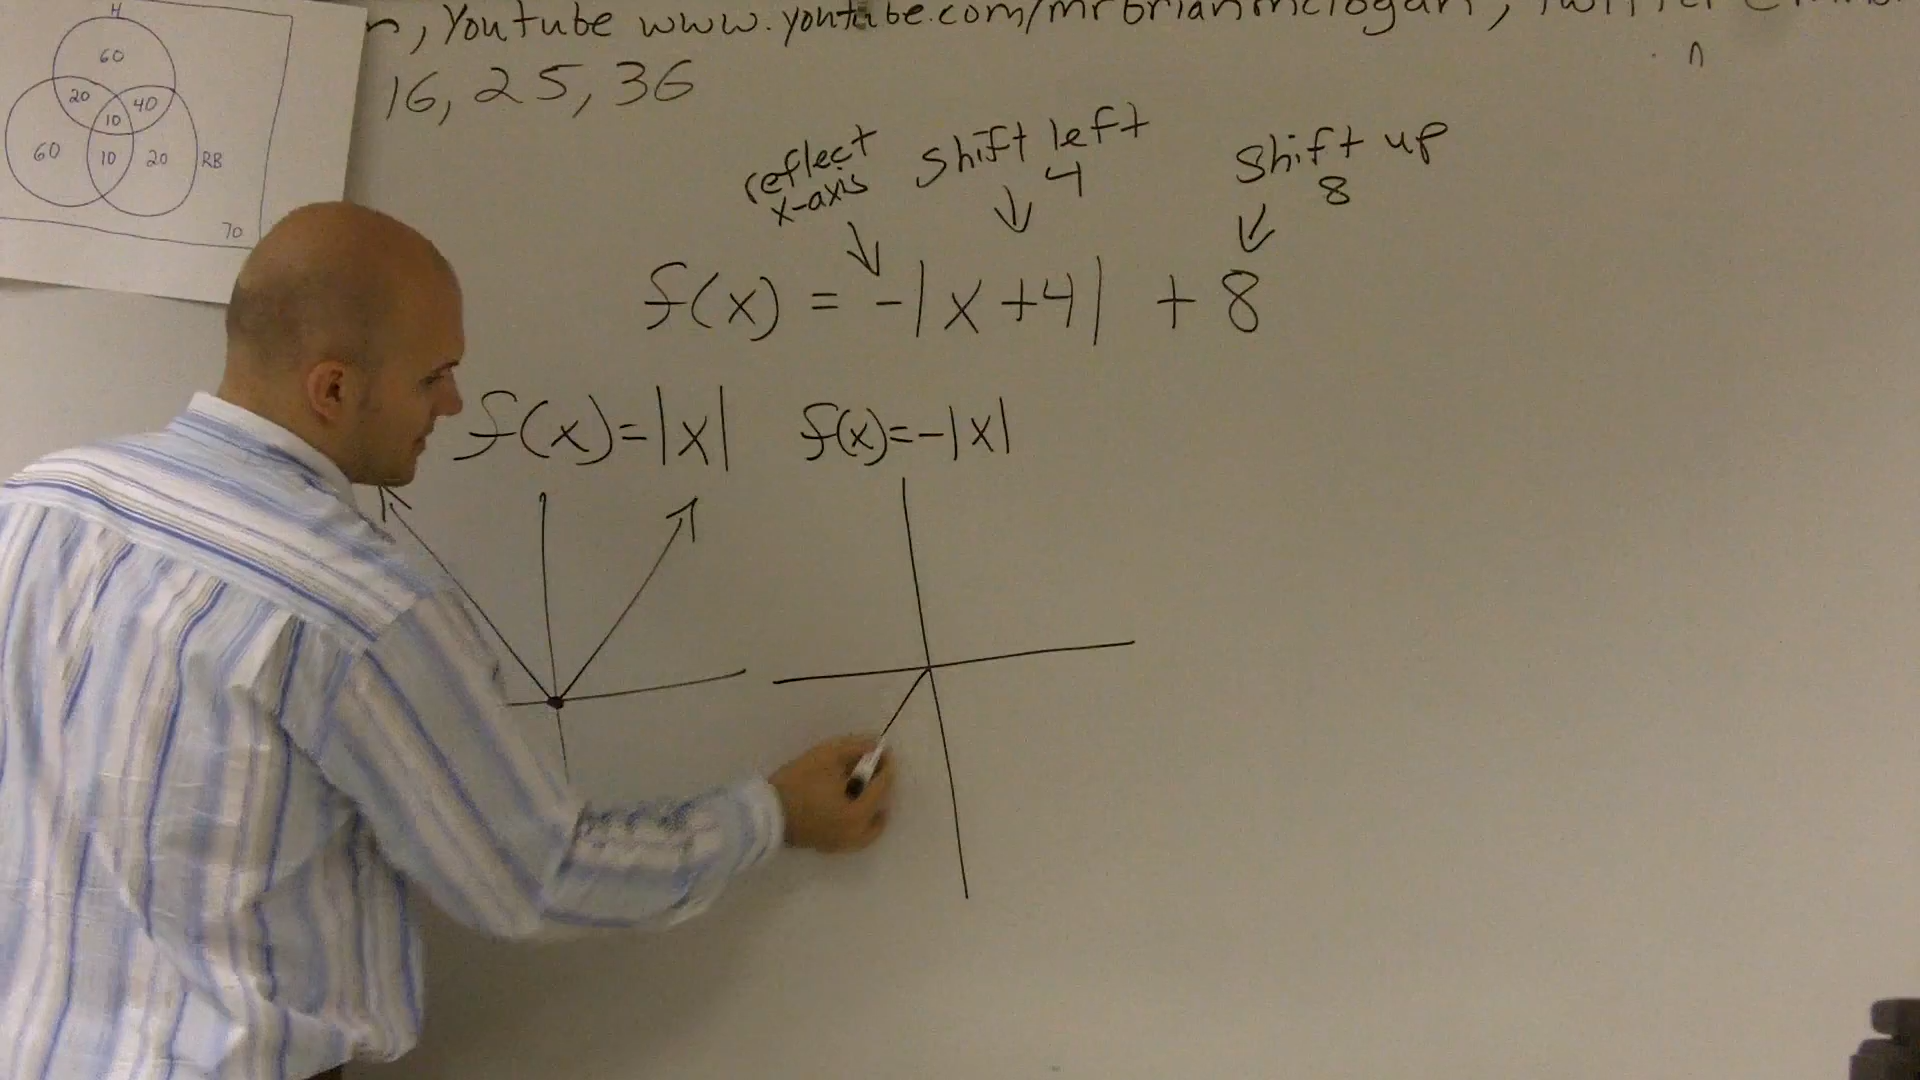 , Youtube www.youtube.com/mrbrianmclogan,
16, 25, 36
H
60
20
40
10
60
10
20
RB
70
reflect
x-axis
shift left
4
shift up
8
f(x) = -|x+4| + 8
f(x)=|x|
f(x)=-|x|